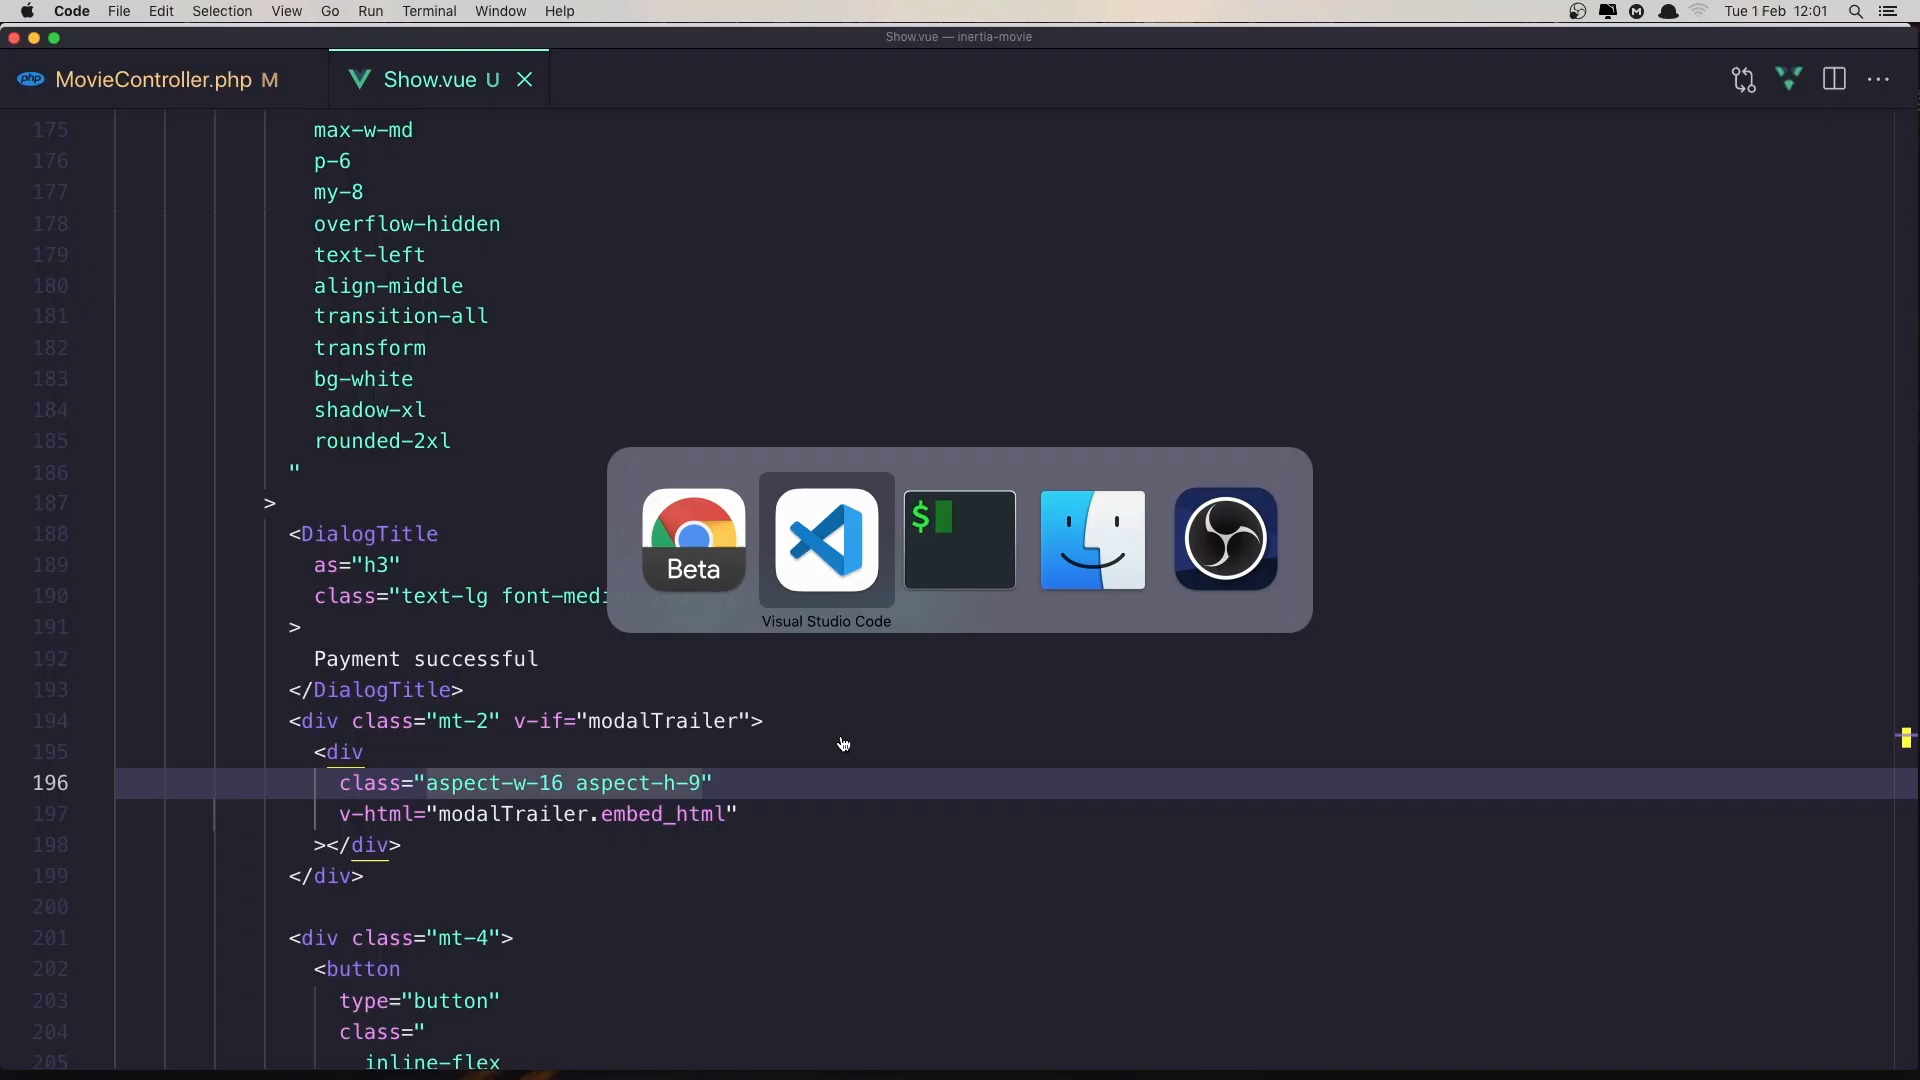 Code File Edit Selection View Go Run Terminal Window Help Tue 1 Feb 12:01
Show.vue — inertia-movie
php MovieController.php M Show.vue U
175 max-w-md
176 p-6
177 my-8
178 overflow-hidden
179 text-left
180 align-middle
181 transition-all
182 transform
183 bg-white
184 shadow-xl
185 rounded-2xl
186 "
187 >
188 <DialogTitle
189 as="h3"
190 class="text-lg font-medi
191 >
192 Payment successful
193 </DialogTitle>
194 <div class="mt-2" v-if="modalTrailer">
195 <div
196 class="aspect-w-16 aspect-h-9"
197 v-html="modalTrailer.embed_html"
198 ></div>
199 </div>
200
201 <div class="mt-4">
202 <button
203 type="button"
204 class="
205 inline-flex
Beta
$
Visual Studio Code